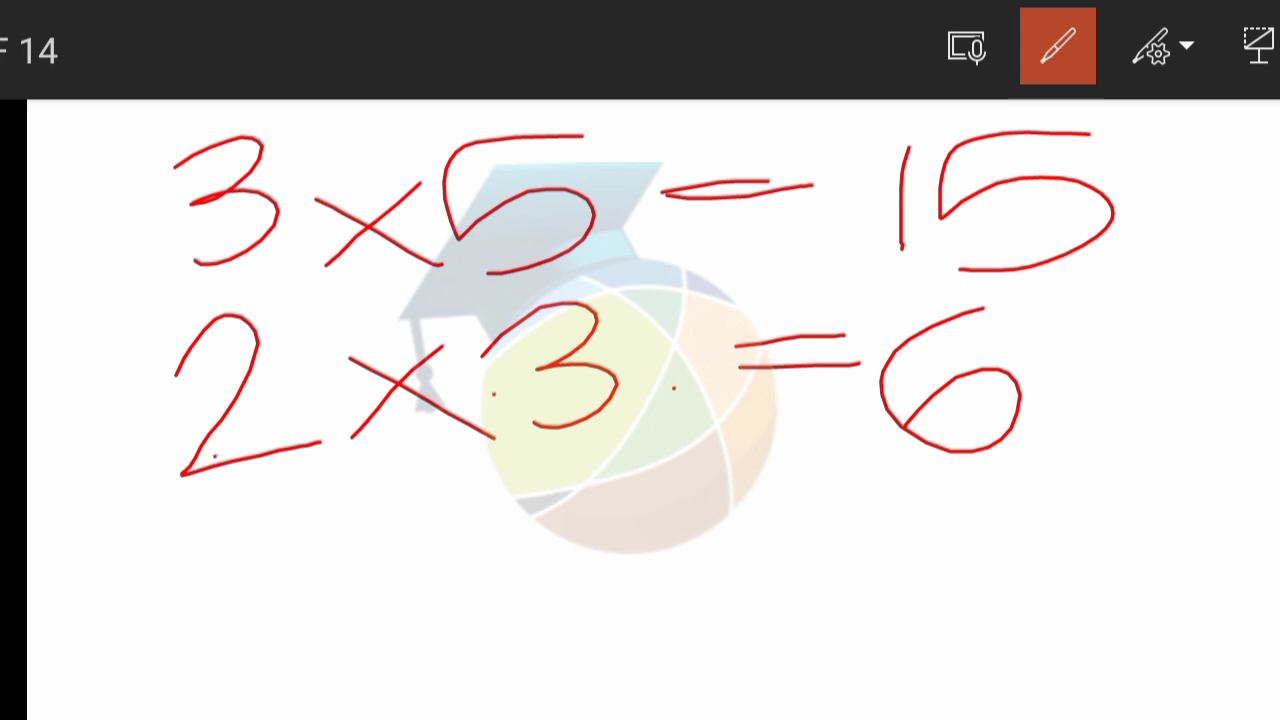 14
3 × 5 = 15
2 × 3 = 6